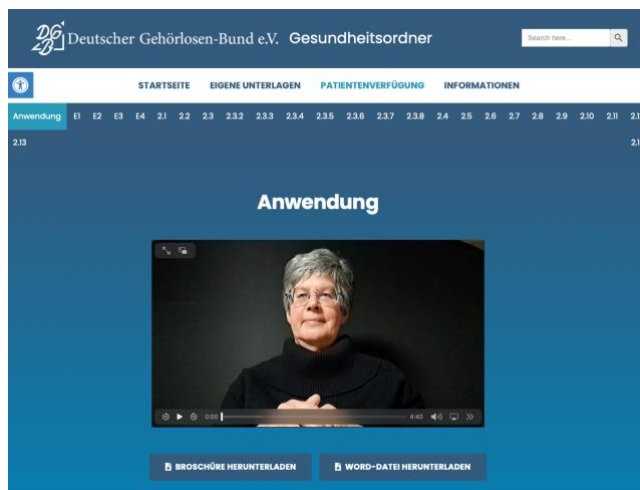 DGB Deutscher Gehörlosen-Bund e.V. Gesundheitsordner
Search here...
STARTSEITE EIGENE UNTERLAGEN PATIENTENVERFÜGUNG INFORMATIONEN
Anwendung E1 E2 E3 E4 2.1 2.2 2.3 2.3.2 2.3.3 2.3.4 2.3.5 2.3.6 2.3.7 2.3.8 2.4 2.5 2.6 2.7 2.8 2.9 2.10 2.11
2.13
Anwendung
0:00 4:40
BROSCHÜRE HERUNTERLADEN WORD-DATEI HERUNTERLADEN